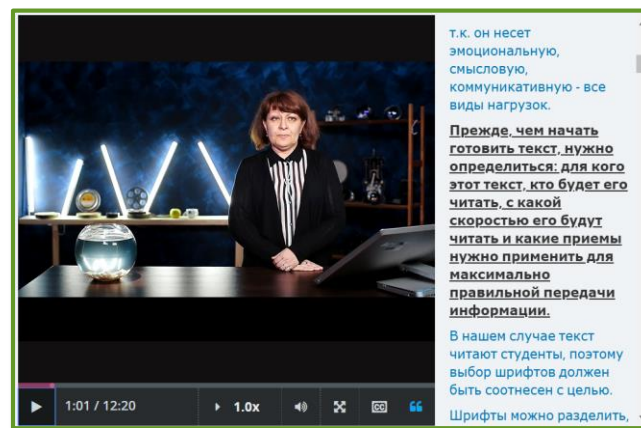 т.к. он несет
эмоциональную,
смысловую,
коммуникативную - все
виды нагрузок.
Прежде, чем начать
готовить текст, нужно
определиться: для кого
этот текст, кто будет его
читать, с какой
скоростью его будут
читать и какие приемы
нужно применить для
максимально
правильной передачи
информации.
В нашем случае текст
читают студенты, поэтому
выбор шрифтов должен
быть соотнесен с целью.
Шрифты можно разделить,
1:01 / 12:20
1.0x
CC